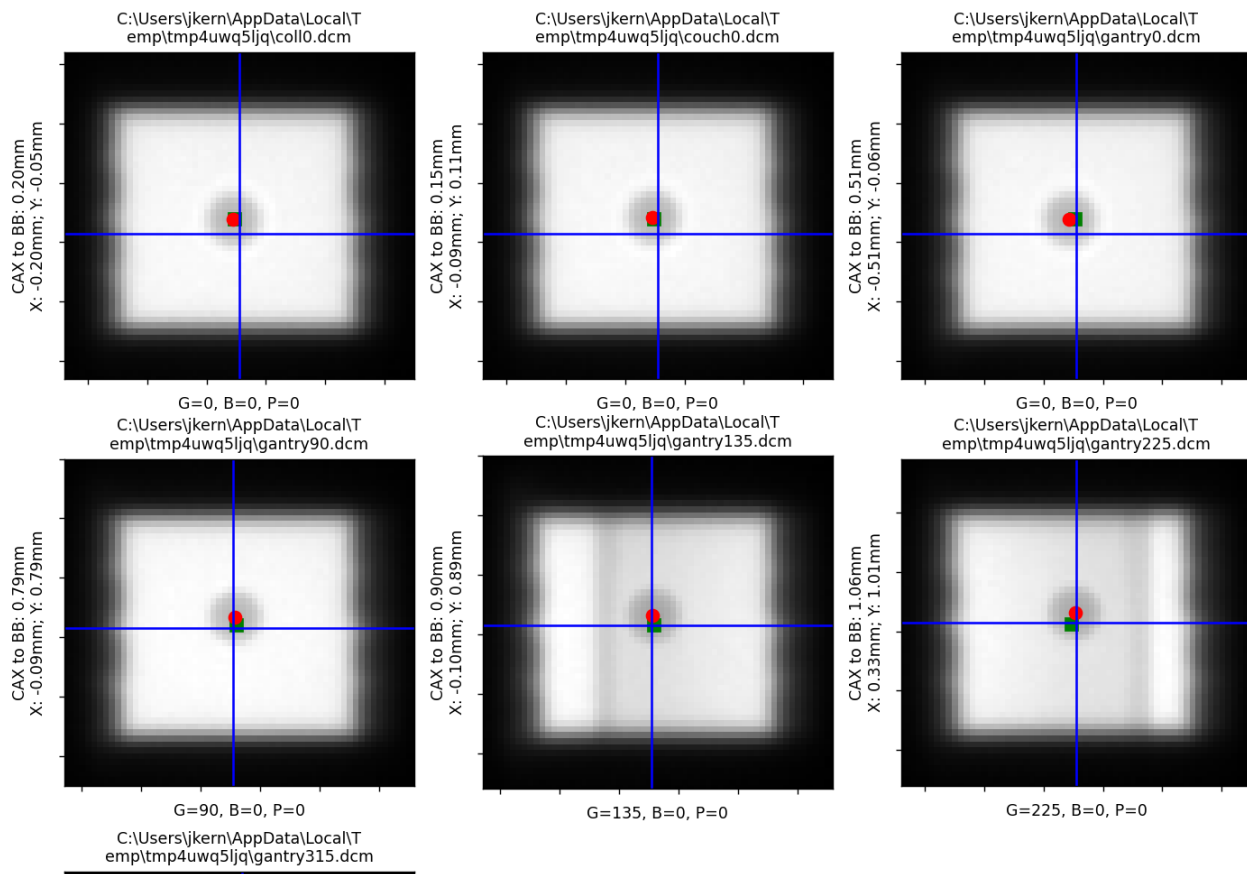 C:\Users\jkern\AppData\Local\T
emp\tmp4uwq5ljq\coll0.dcm
CAX to BB: 0.20mm
X: -0.20mm; Y: -0.05mm
G=0, B=0, P=0
C:\Users\jkern\AppData\Local\T
emp\tmp4uwq5ljq\couch0.dcm
CAX to BB: 0.15mm
X: -0.09mm; Y: 0.11mm
G=0, B=0, P=0
C:\Users\jkern\AppData\Local\T
emp\tmp4uwq5ljq\gantry0.dcm
CAX to BB: 0.51mm
X: -0.51mm; Y: -0.06mm
G=0, B=0, P=0
C:\Users\jkern\AppData\Local\T
emp\tmp4uwq5ljq\gantry90.dcm
CAX to BB: 0.79mm
X: -0.09mm; Y: 0.79mm
G=90, B=0, P=0
C:\Users\jkern\AppData\Local\T
emp\tmp4uwq5ljq\gantry135.dcm
CAX to BB: 0.90mm
X: -0.10mm; Y: 0.89mm
G=135, B=0, P=0
C:\Users\jkern\AppData\Local\T
emp\tmp4uwq5ljq\gantry225.dcm
CAX to BB: 1.06mm
X: 0.33mm; Y: 1.01mm
G=225, B=0, P=0
C:\Users\jkern\AppData\Local\T
emp\tmp4uwq5ljq\gantry315.dcm